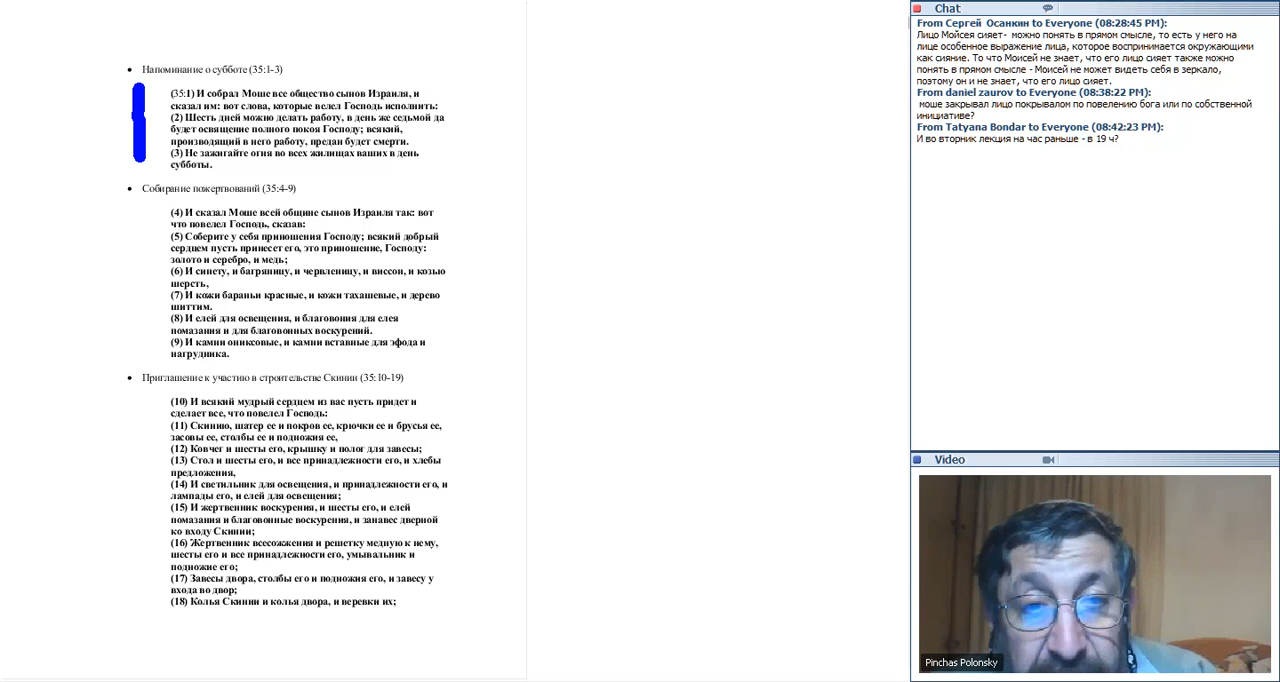 Напоминание о субботе (35:1-3)
(35:1) И собрал Моше все общество сынов Израиля, и
сказал им: вот слова, которые велел Господь исполнить:
(2) Шесть дней можно делать работу, в день же седьмой да
будет освящение полного покоя Господу; всякий,
производящий в него работу, предан будет смерти.
(3) Не зажигайте огня во всех жилищах ваших в день
субботы.
Собирание пожертвований (35:4-9)
(4) И сказал Моше всей общине сынов Израиля так: вот
что повелел Господь, сказав:
(5) Соберите у себя приношения Господу; всякий добрый
сердцем пусть принесет его, это приношение, Господу:
золото и серебро, и медь;
(6) И синету, и багряницу, и червленицу, и виссон, и козью
шерсть,
(7) И кожи бараньи красные, и кожи тахашевые, и дерево
шиттим.
(8) И елей для освещения, и благовония для елея
помазания и для благовонных воскурений.
(9) И камни ониксовые, и камни вставные для эфода и
нагрудника.
Приглашение к участию в строительстве Скинии (35:10-19)
(10) И всякий мудрый сердцем из вас пусть придет и
сделает все, что повелел Господь:
(11) Скинию, шатер ее и покров ее, крючки ее и брусья ее,
засовы ее, столбы ее и подножия ее,
(12) Ковчег и шесты его, крышку и полог для завесы;
(13) Стол и шесты его, и все принадлежности его, и хлебы
предложения,
(14) И светильник для освещения, и принадлежности его, и
лампады его, и елей для освещения;
(15) И жертвенник воскурения, и шесты его, и елей
помазания и благовонные воскурения, и занавес дверной
ко входу Скинии;
(16) Жертвенник всесожжения и решетку медную к нему,
шесты его и все принадлежности его, умывальник и
подножие его;
(17) Завесы двора, столбы его и подножия его, и завесу у
входа во двор;
(18) Колья Скинии и колья двора, и веревки их;
Chat
From Сергей Осанкин to Everyone (08:28:45 PM):
Лицо Мойсея сияет- можно понять в прямом смысле, то есть у него на
лице особенное выражение лица, которое воспринимается окружающими
как сияние. То что Моисей не знает, что его лицо сияет также можно
понять в прямом смысле - Моисей не может видеть себя в зеркало,
поэтому он и не знает, что его лицо сияет.
From daniel zaurov to Everyone (08:38:22 PM):
моше закрывал лицо покрывалом по повелению бога или по собственной
инициативе?
From Tatyana Bondar to Everyone (08:42:23 PM):
И во вторник лекция на час раньше - в 19 ч?
Video
Pinchas Polonsky